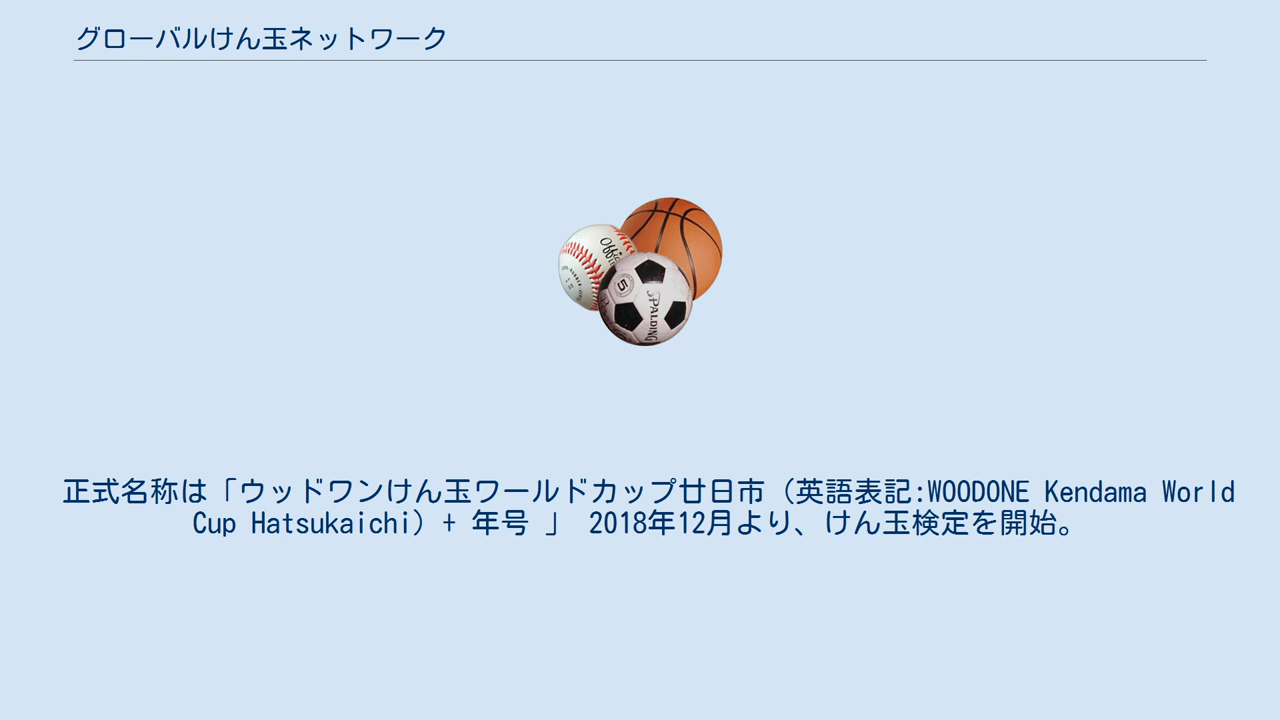 グローバルけん玉ネットワーク
Offic
5
SPALDING
正式名称は「ウッドワンけん玉ワールドカップ廿日市（英語表記:WOODONE Kendama World
Cup Hatsukaichi）+ 年号 」 2018年12月より、けん玉検定を開始。